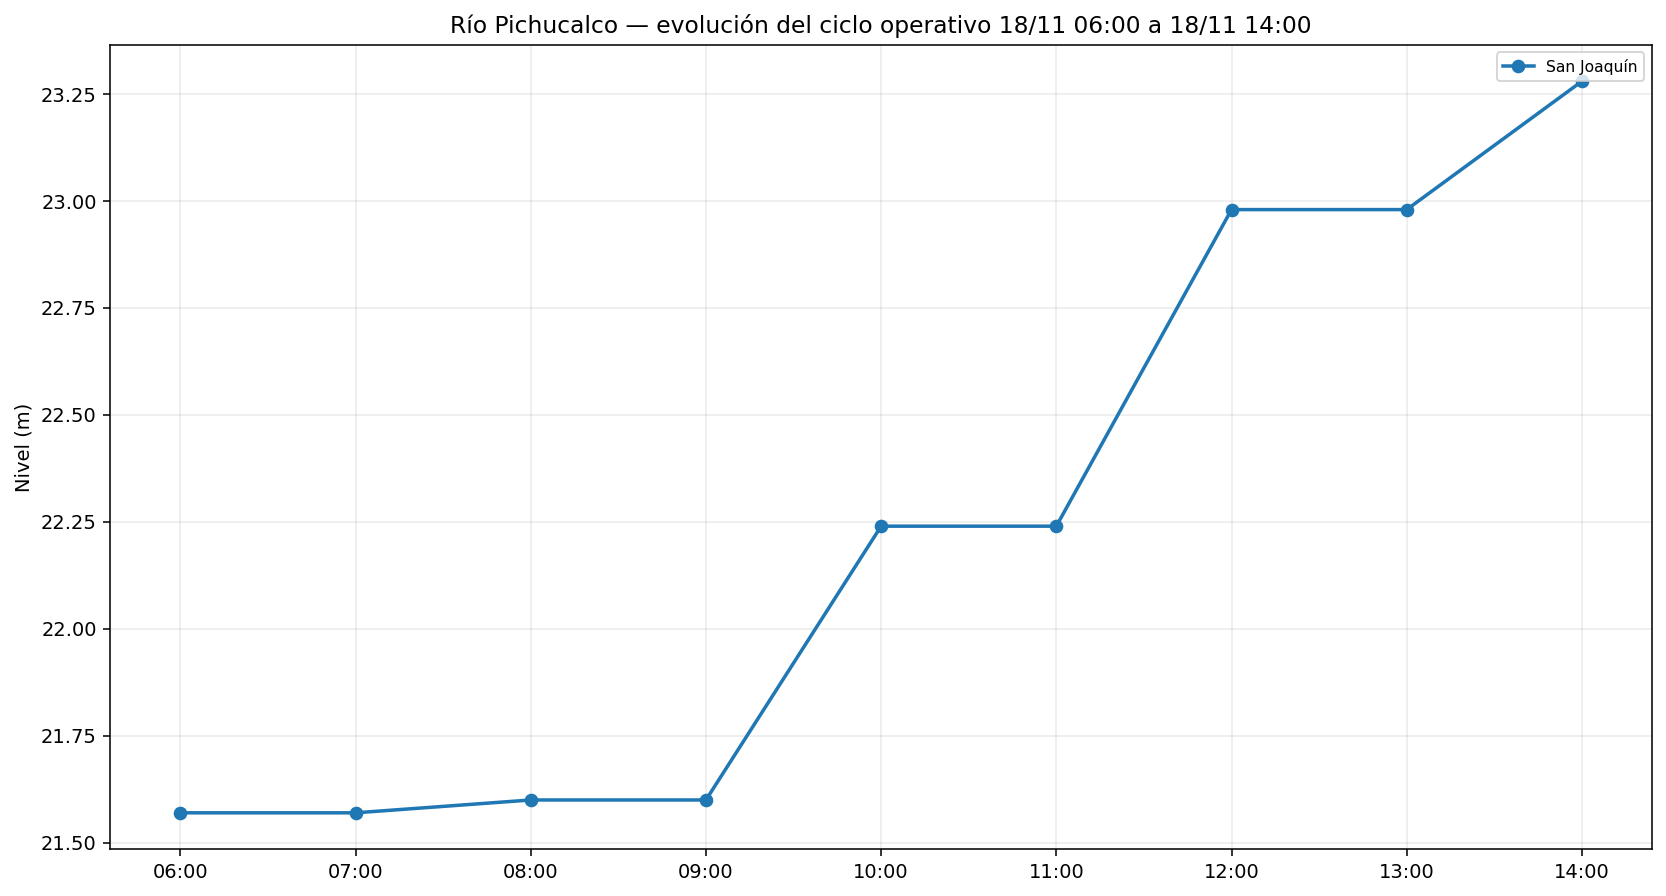 Río Pichucalco — evolución del ciclo operativo 18/11 06:00 a 18/11 14:00
San Joaquín
Nivel (m)
23.25
23.00
22.75
22.50
22.25
22.00
21.75
21.50
06:00 07:00 08:00 09:00 10:00 11:00 12:00 13:00 14:00